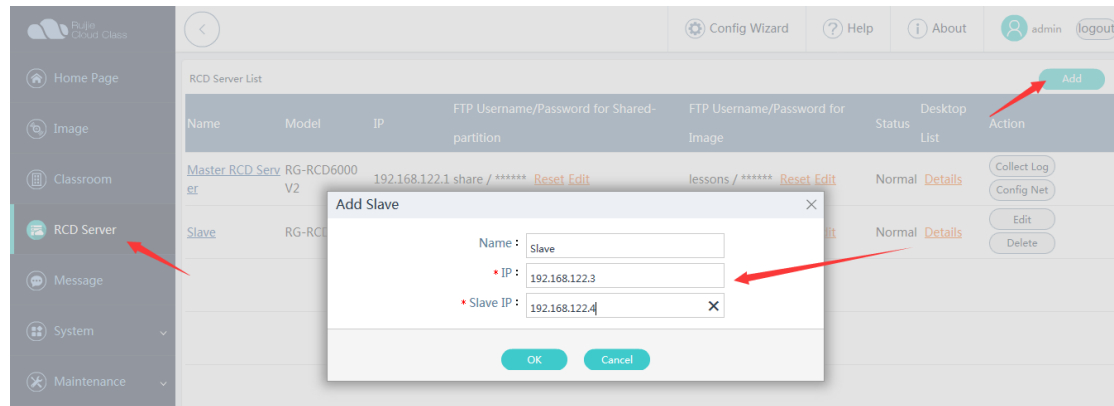 Ruijie
Cloud Class
Config Wizard
Help
About
admin
logout
Home Page
Image
Classroom
RCD Server
Message
System
Maintenance
RCD Server List
Add
Name
Model
IP
FTP Username/Password for Shared-
partition
FTP Username/Password for
Image
Status
Desktop
List
Action
Master RCD Serv
er
RG-RCD6000
V2
192.168.122.1
share / ****** Reset Edit
lessons / ****** Reset Edit
Normal
Details
Collect Log
Config Net
Slave
RG-RCD
Normal
Details
Edit
Delete
Add Slave
Name :
Slave
* IP :
192.168.122.3
* Slave IP :
192.168.122.4
OK
Cancel